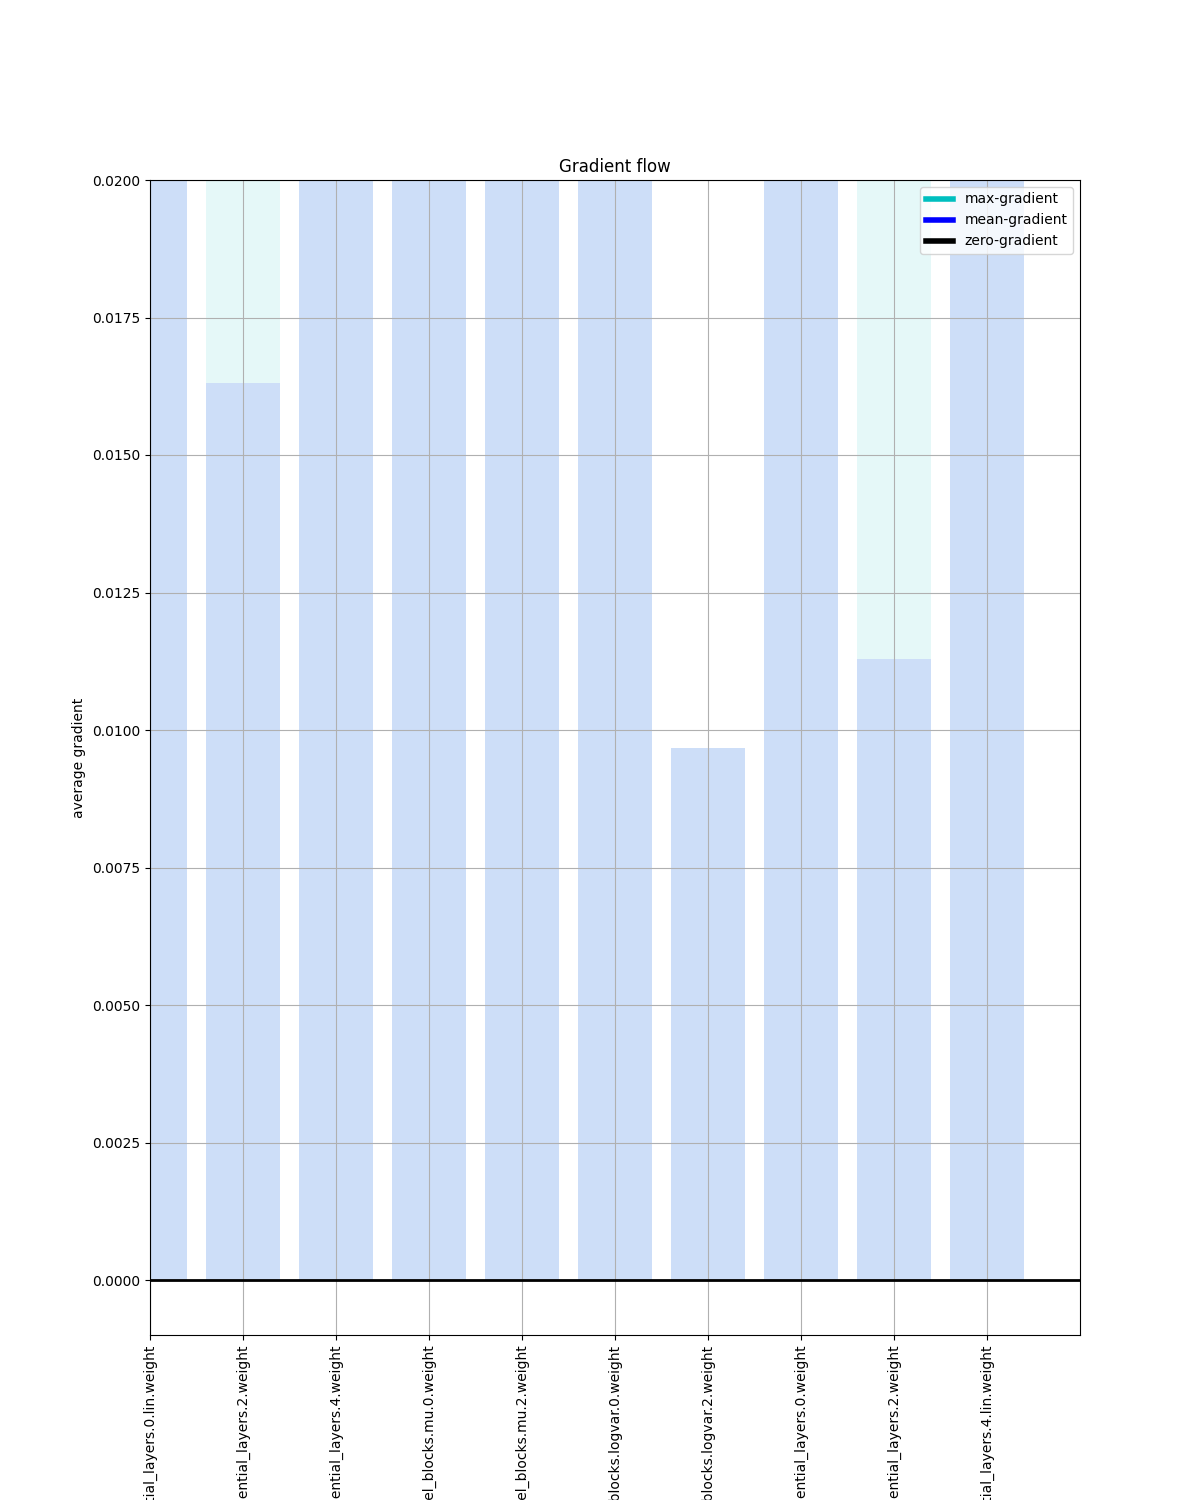 Gradient flow
max-gradient
mean-gradient
zero-gradient
0.0200
0.0175
0.0150
0.0125
0.0100
0.0075
0.0050
0.0025
0.0000
average gradient
tial_layers.0.lin.weight
ential_layers.2.weight
ential_layers.4.weight
el_blocks.mu.0.weight
el_blocks.mu.2.weight
blocks.logvar.0.weight
blocks.logvar.2.weight
ential_layers.0.weight
ential_layers.2.weight
tial_layers.4.lin.weight